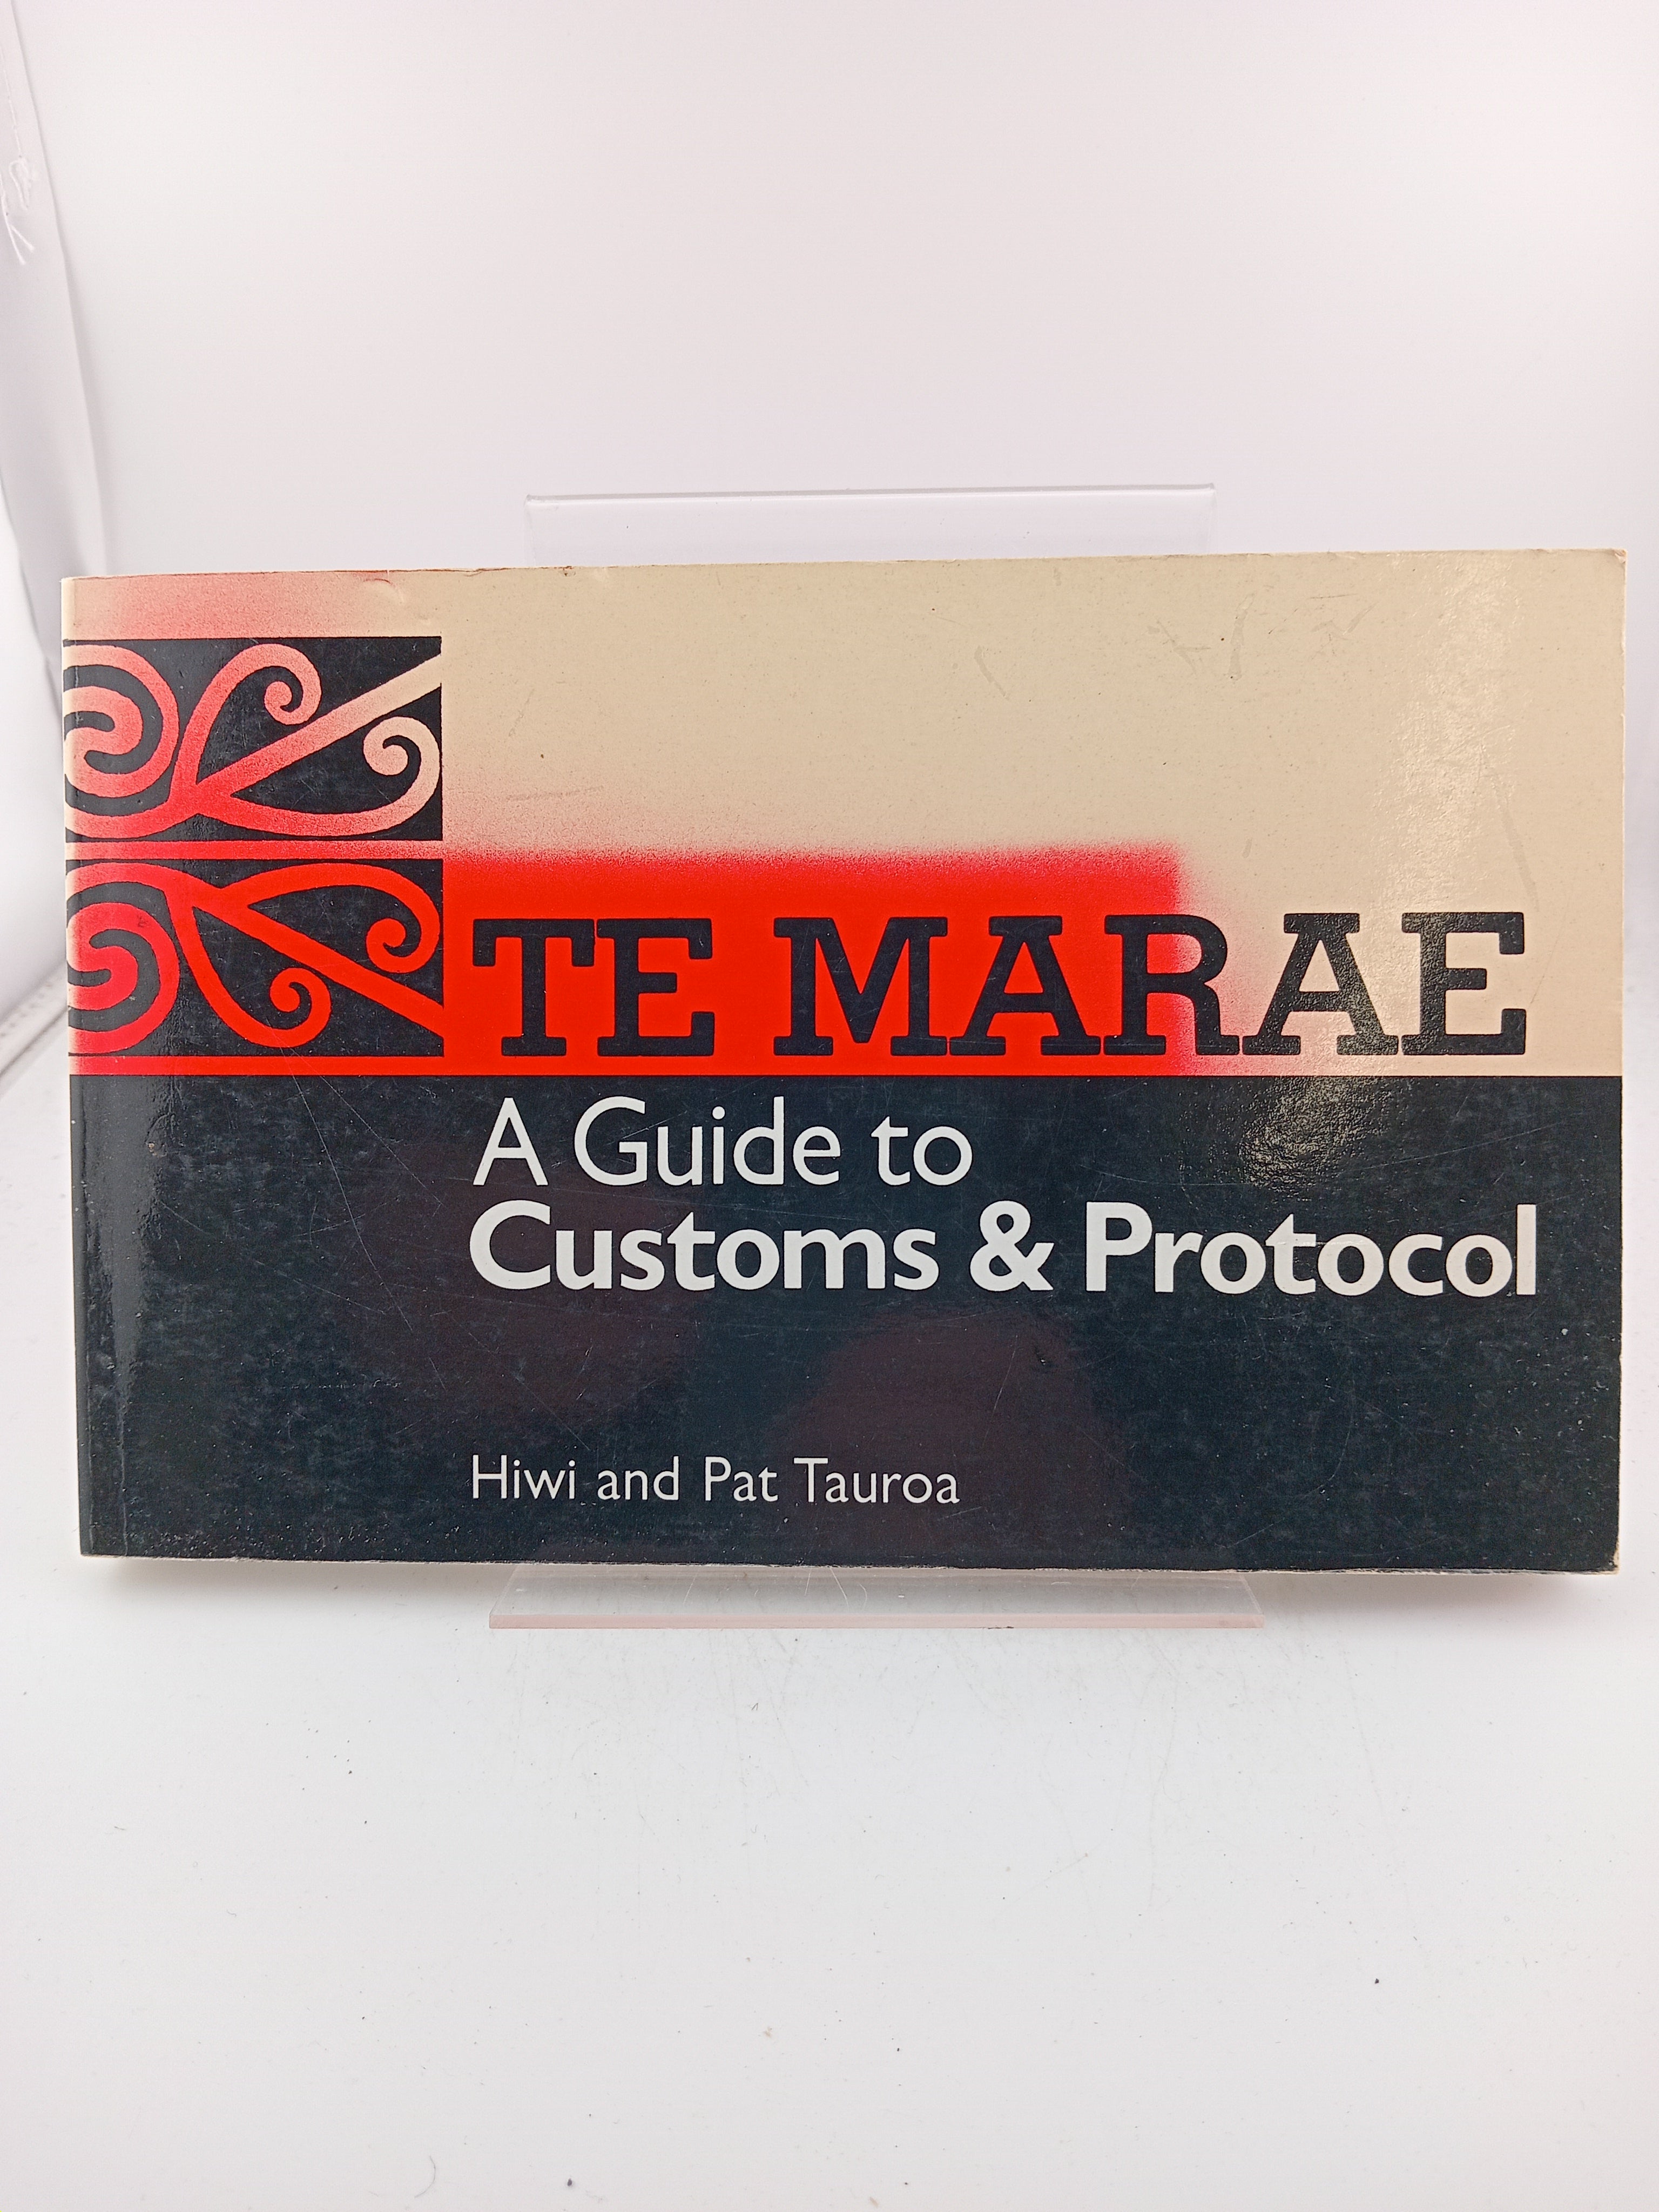 TE MARAE
A Guide to
Customs & Protocol
Hiwi and Pat Tauroa